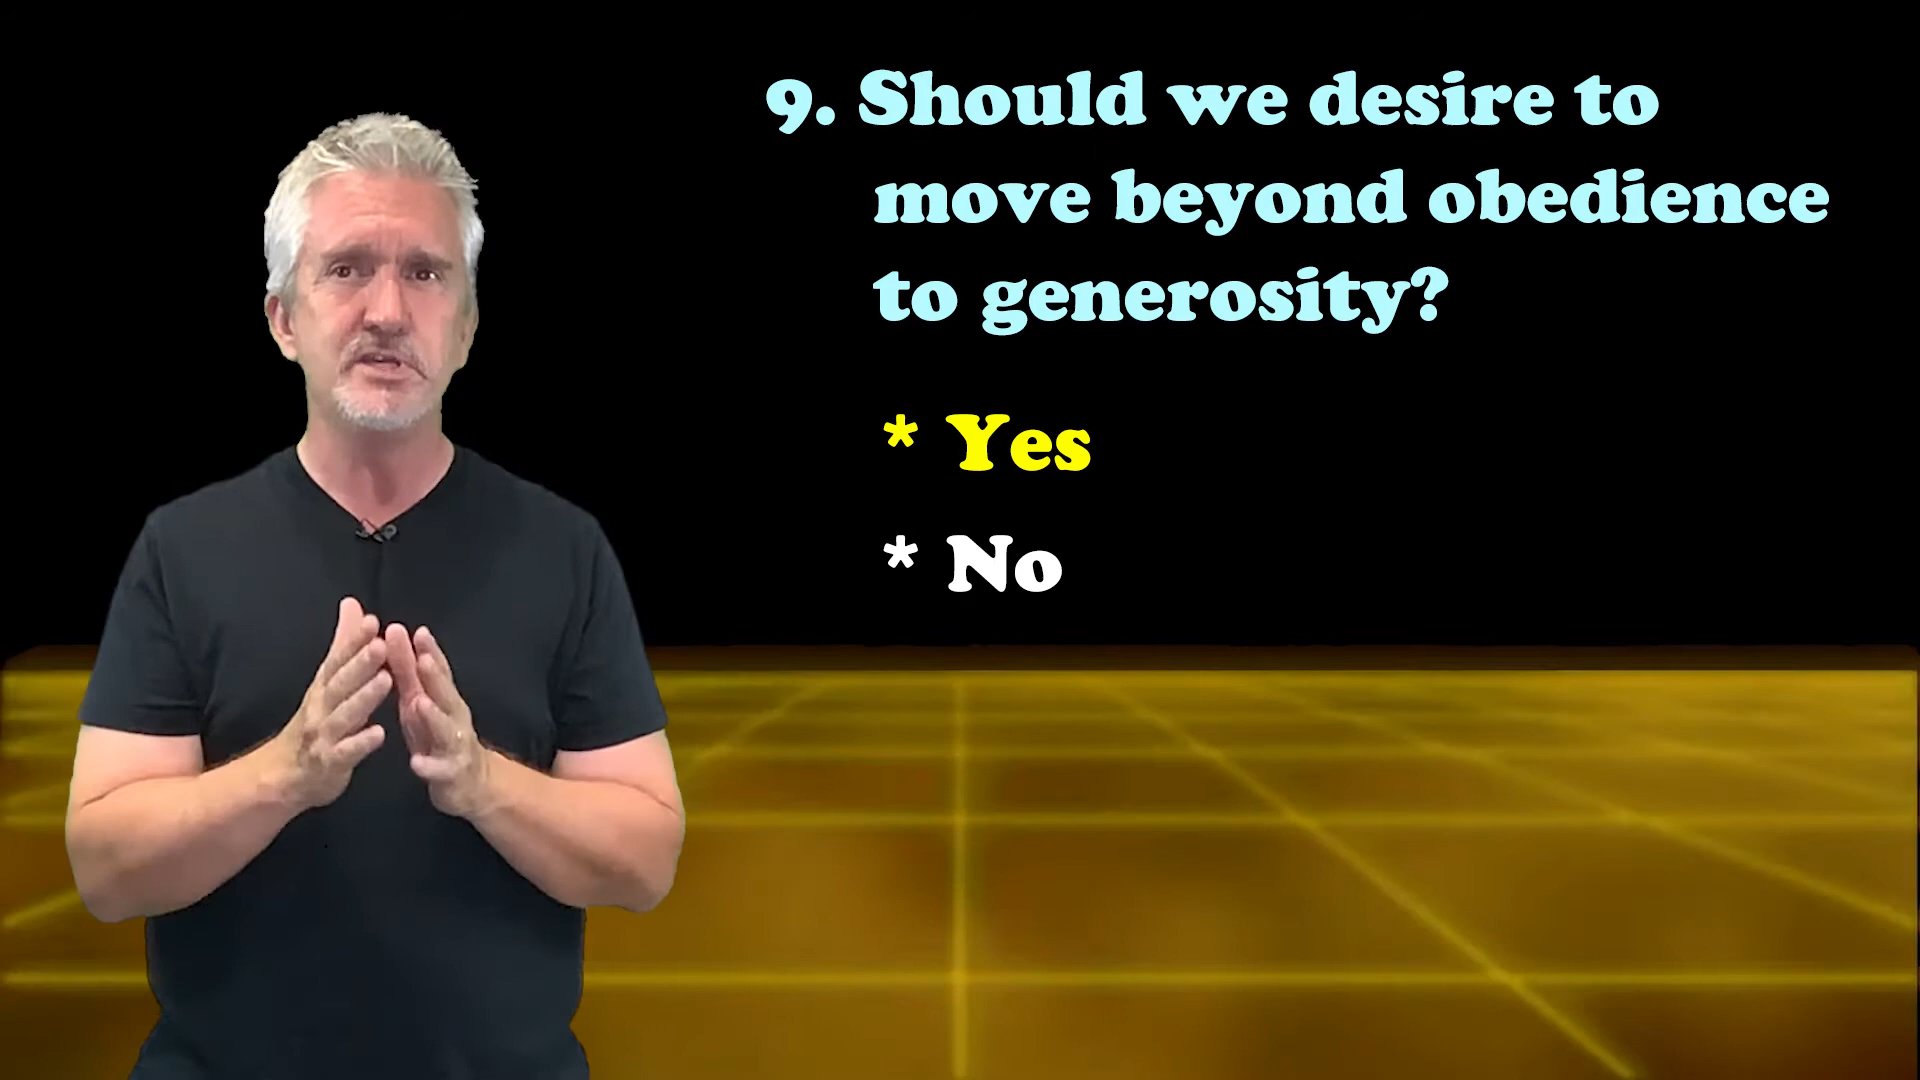 9. Should we desire to
move beyond obedience
to generosity?
* Yes
* No